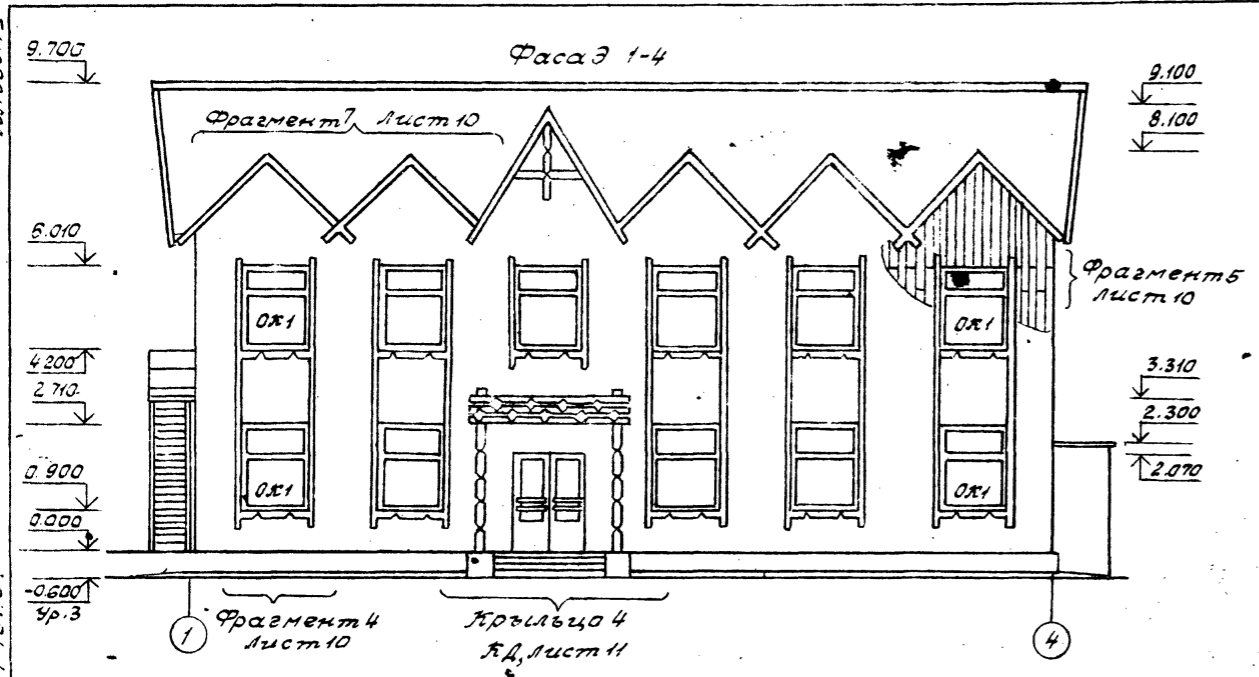 Фасад 1-4
9.700
9.100
8.100
Фрагмент 7 Лист 10
6.010
Фрагмент 5
Лист 10
ОК1
ОК1
4.200
3.310
2.710
2.300
2.070
0.900
ОК1
ОК1
0.000
-0.600
Ур.З
1
Фрагмент 4
Лист 10
Крыльцо 4
КД, лист 11
4